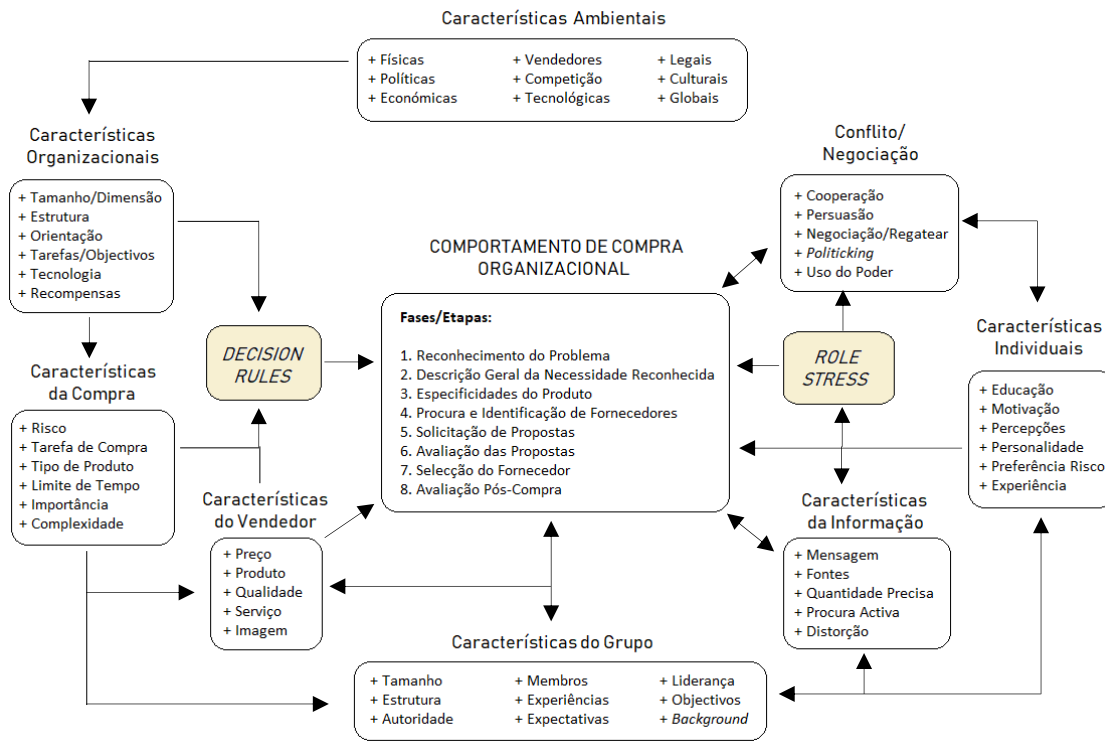 Características Ambientais
+ Físicas
+ Políticas
+ Económicas
+ Vendedores
+ Competição
+ Tecnológicas
+ Legais
+ Culturais
+ Globais
Características
Organizacionais
+ Tamanho/Dimensão
+ Estrutura
+ Orientação
+ Tarefas/Objectivos
+ Tecnologia
+ Recompensas
Conflito/
Negociação
+ Cooperação
+ Persuasão
+ Negociação/Regatear
+ Politicking
+ Uso do Poder
COMPORTAMENTO DE COMPRA
ORGANIZACIONAL
Fases/Etapas:
1. Reconhecimento do Problema
2. Descrição Geral da Necessidade Reconhecida
3. Especificidades do Produto
4. Procura e Identificação de Fornecedores
5. Solicitação de Propostas
6. Avaliação das Propostas
7. Selecção do Fornecedor
8. Avaliação Pós-Compra
DECISION
RULES
ROLE
STRESS
Características
Individuais
+ Educação
+ Motivação
+ Percepções
+ Personalidade
+ Preferência Risco
+ Experiência
Características
da Compra
+ Risco
+ Tarefa de Compra
+ Tipo de Produto
+ Limite de Tempo
+ Importância
+ Complexidade
Características
do Vendedor
+ Preço
+ Produto
+ Qualidade
+ Serviço
+ Imagem
Características
da Informação
+ Mensagem
+ Fontes
+ Quantidade Precisa
+ Procura Activa
+ Distorção
Características do Grupo
+ Tamanho
+ Estrutura
+ Autoridade
+ Membros
+ Experiências
+ Expectativas
+ Liderança
+ Objectivos
+ Background